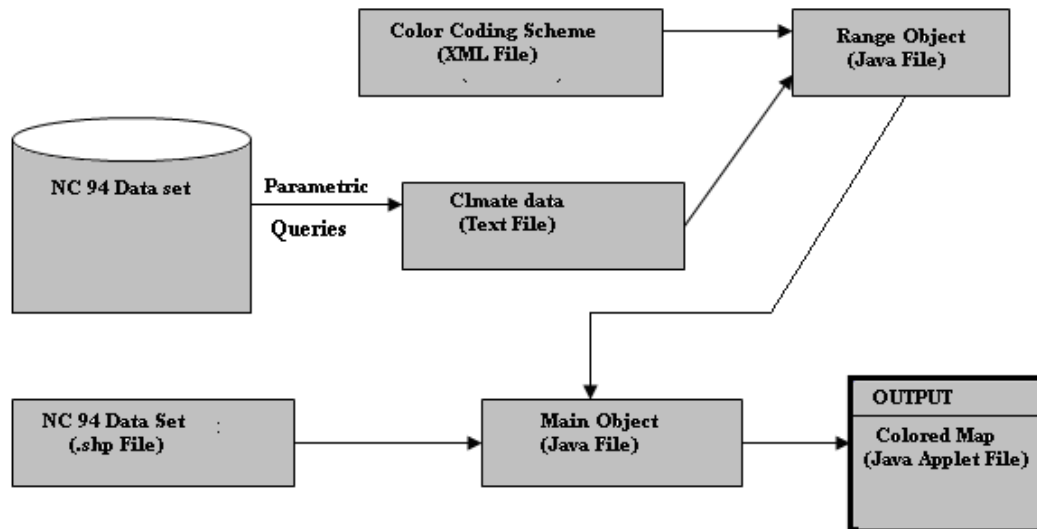 Color Coding Scheme
(XML File)
Range Object
(Java File)
NC 94 Data set
Parametric
Queries
Clmate data
(Text File)
NC 94 Data Set :
(.shp File)
Main Object
(Java File)
OUTPUT
Colored Map
(Java Applet File)